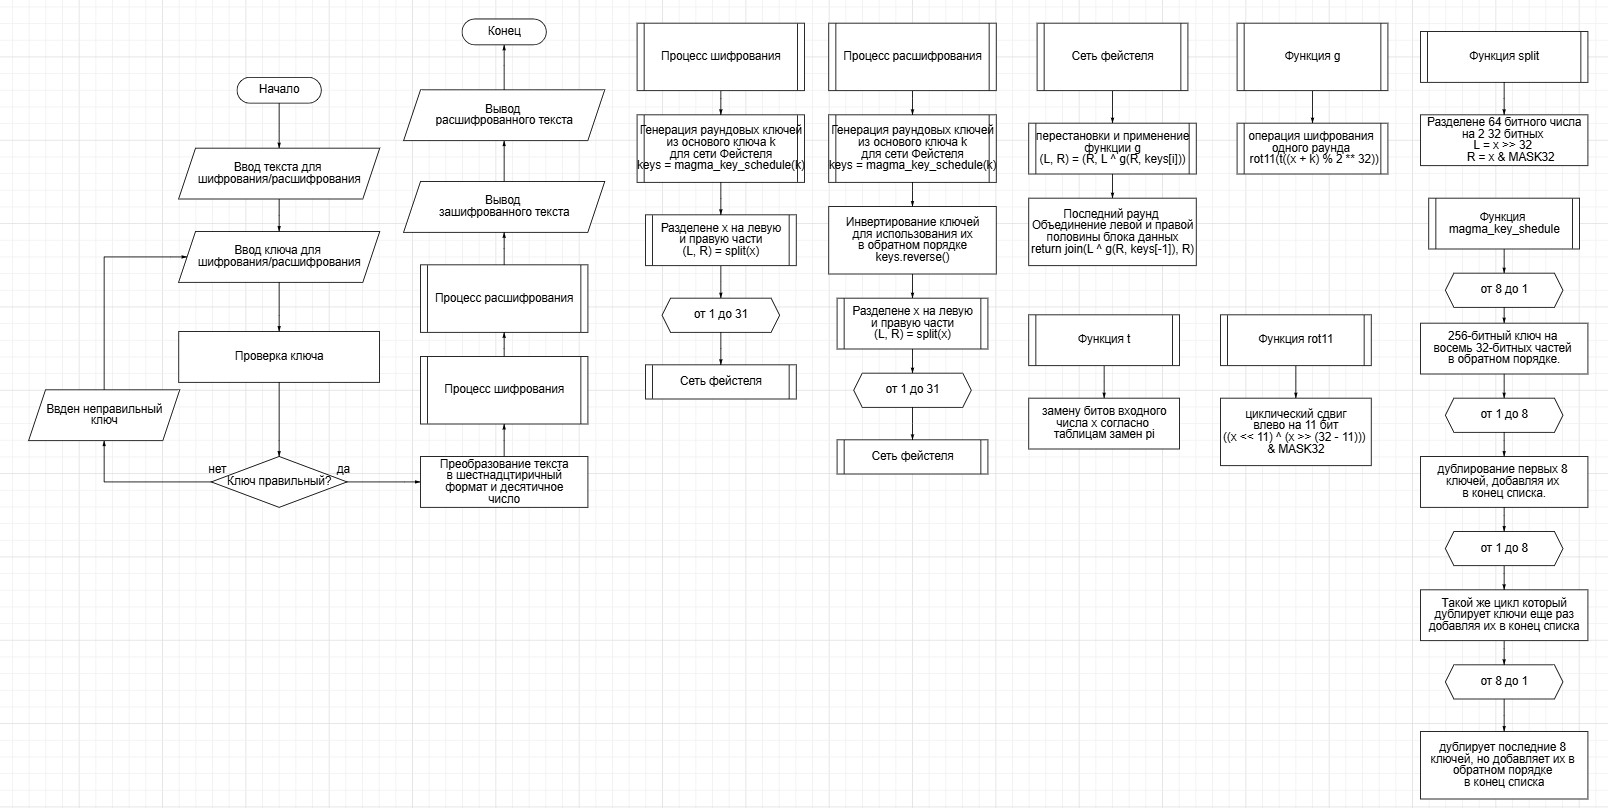 Начало
Ввод текста для
шифрования/расшифрования
Ввод ключа для
шифрования/расшифрования
Проверка ключа
Ввден неправильный
ключ
нет
Ключ правильный?
да
Преобразование текста
в шестнадцтиричный
формат и десятичное
число
Процесс шифрования
Процесс расшифрования
Вывод
зашифрованного текста
Вывод
расшифрованного текста
Конец
Процесс шифрования
Генерация раундовых ключей
из основого ключа k
для сети Фейстеля
keys = magma_key_schedule(k)
Разделене x на левую
и правую части
(L, R) = split(x)
от 1 до 31
Сеть фейстеля
Процесс расшифрования
Генерация раундовых ключей
из основого ключа k
для сети Фейстеля
keys = magma_key_schedule(k)
Инвертирование ключей
для использования их
в обратном порядке
keys.reverse()
Разделене x на левую
и правую части
(L, R) = split(x)
от 1 до 31
Сеть фейстеля
Сеть фейстеля
перестановки и применение
функции g
(L, R) = (R, L ^ g(R, keys[i]))
Последний раунд
Объединение левой и правой
половины блока данных
return join(L ^ g(R, keys[-1]), R)
Функция g
операция шифрования
одного раунда
rot11(t((x + k) % 2 ** 32))
Функция t
замену битов входного
числа x согласно
таблицам замен pi
Функция rot11
циклический сдвиг
влево на 11 бит
((x << 11) ^ (x >> (32 - 11)))
& MASK32
Функция split
Разделене 64 битного числа
на 2 32 битных
L = x >> 32
R = x & MASK32
Функция
magma_key_shedule
от 8 до 1
256-битный ключ на
восемь 32-битных частей
в обратном порядке.
от 1 до 8
дублирование первых 8
ключей, добавляя их
в конец списка.
от 1 до 8
Такой же цикл который
дублирует ключи еще раз
добавляя их в конец списка
от 8 до 1
дублирует последние 8
ключей, но добавляет их в
обратном порядке
в конец списка